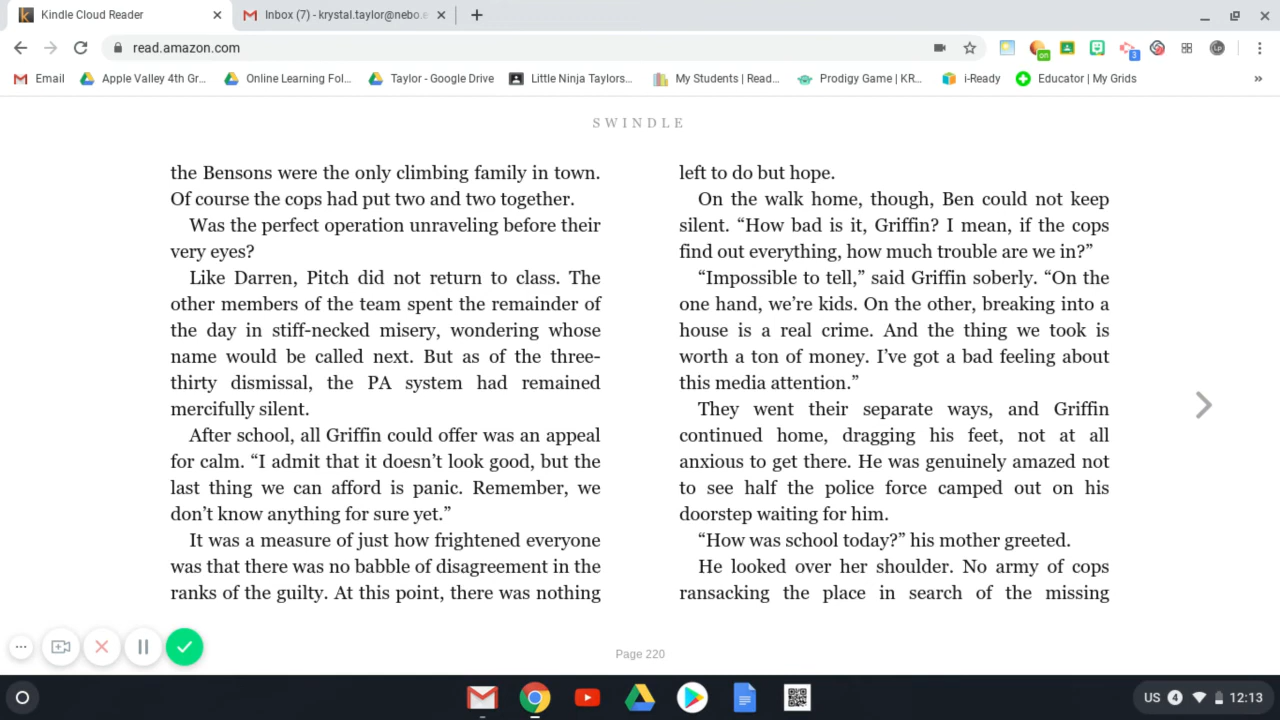 Kindle Cloud Reader
Inbox (7) - krystal.taylor@nebo.e
read.amazon.com
on
3
LP
Email
Apple Valley 4th Gr...
Online Learning Fol...
Taylor - Google Drive
Little Ninja Taylors...
My Students | Read...
Prodigy Game | KR...
i-Ready
Educator | My Grids
»
SWINDLE
the Bensons were the only climbing family in town.
Of course the cops had put two and two together.
Was the perfect operation unraveling before their
very eyes?
Like Darren, Pitch did not return to class. The
other members of the team spent the remainder of
the day in stiff-necked misery, wondering whose
name would be called next. But as of the three-
thirty dismissal, the PA system had remained
mercifully silent.
After school, all Griffin could offer was an appeal
for calm. “I admit that it doesn’t look good, but the
last thing we can afford is panic. Remember, we
don’t know anything for sure yet.”
It was a measure of just how frightened everyone
was that there was no babble of disagreement in the
ranks of the guilty. At this point, there was nothing
left to do but hope.
On the walk home, though, Ben could not keep
silent. “How bad is it, Griffin? I mean, if the cops
find out everything, how much trouble are we in?”
“Impossible to tell,” said Griffin soberly. “On the
one hand, we’re kids. On the other, breaking into a
house is a real crime. And the thing we took is
worth a ton of money. I’ve got a bad feeling about
this media attention.”
They went their separate ways, and Griffin
continued home, dragging his feet, not at all
anxious to get there. He was genuinely amazed not
to see half the police force camped out on his
doorstep waiting for him.
“How was school today?” his mother greeted.
He looked over her shoulder. No army of cops
ransacking the place in search of the missing
Page 220
US 4 12:13